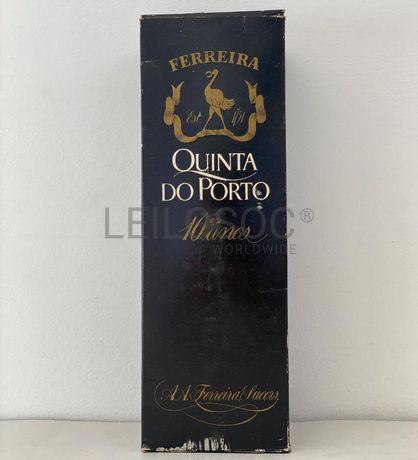 FERREIRA
Est. 1751
QUINTA
DO PORTO
10 anos
LEILOSOC®
WORLDWIDE
A.A. Ferreira, Sucrs